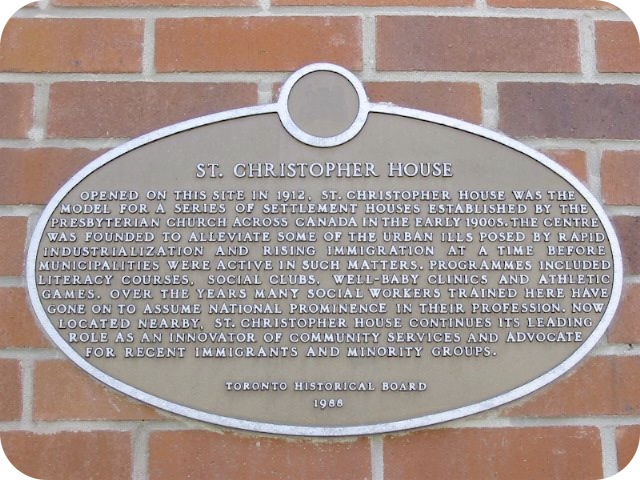 ST. CHRISTOPHER HOUSE
OPENED ON THIS SITE IN 1912, ST. CHRISTOPHER HOUSE WAS THE
MODEL FOR A SERIES OF SETTLEMENT HOUSES ESTABLISHED BY THE
PRESBYTERIAN CHURCH ACROSS CANADA IN THE EARLY 1900S. THE CENTRE
WAS FOUNDED TO ALLEVIATE SOME OF THE URBAN ILLS POSED BY RAPID
INDUSTRIALIZATION AND RISING IMMIGRATION AT A TIME BEFORE
MUNICIPALITIES WERE ACTIVE IN SUCH MATTERS. PROGRAMMES INCLUDED
LITERACY COURSES, SOCIAL CLUBS, WELL-BABY CLINICS AND ATHLETIC
GAMES. OVER THE YEARS MANY SOCIAL WORKERS TRAINED HERE HAVE
GONE ON TO ASSUME NATIONAL PROMINENCE IN THEIR PROFESSION. NOW
LOCATED NEARBY, ST. CHRISTOPHER HOUSE CONTINUES ITS LEADING
ROLE AS AN INNOVATOR OF COMMUNITY SERVICES AND ADVOCATE
FOR RECENT IMMIGRANTS AND MINORITY GROUPS.
TORONTO HISTORICAL BOARD
1988